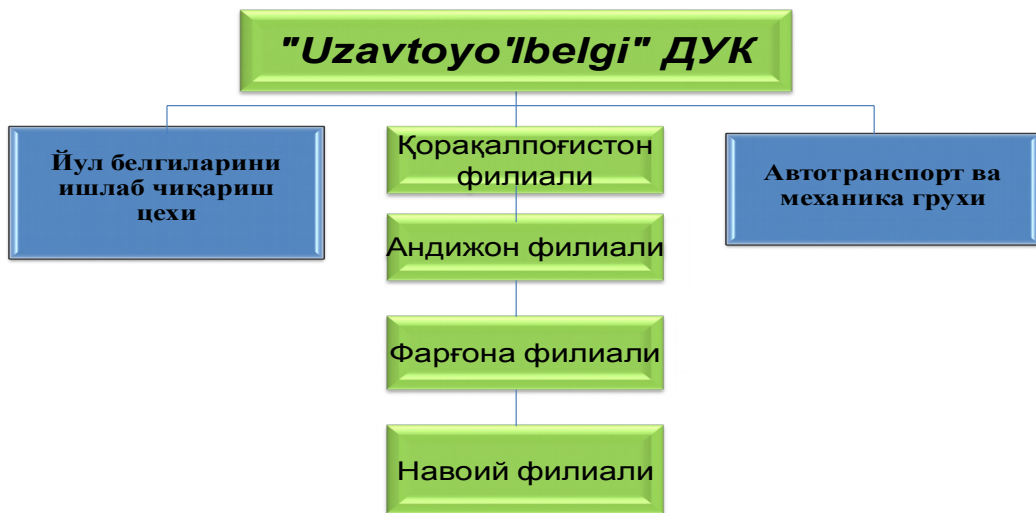 "Uzavtoyo'lbelgi" ДУК
Йул белгиларини
ишлаб чиқариш
цехи
Қорақалпоғистон
филиали
Автотранспорт ва
механика грухи
Андижон филиали
Фарғона филиали
Навоий филиали